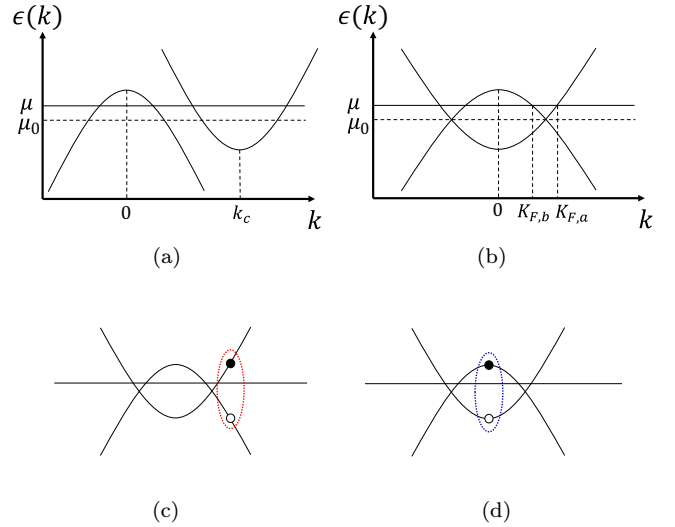 ϵ(k)
μ
μ₀
0
k_c
k
(a)
ϵ(k)
μ
μ₀
0
K_{F,b}
K_{F,a}
k
(b)
(c)
(d)